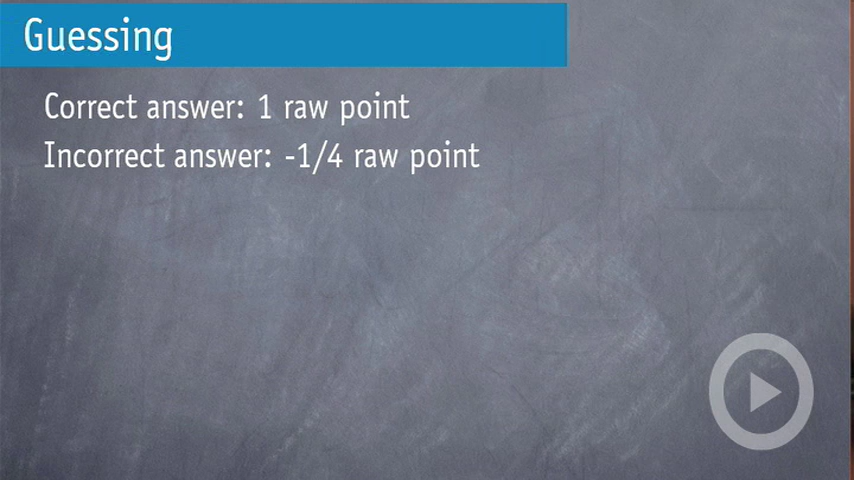 Guessing
Correct answer: 1 raw point
Incorrect answer: -1/4 raw point